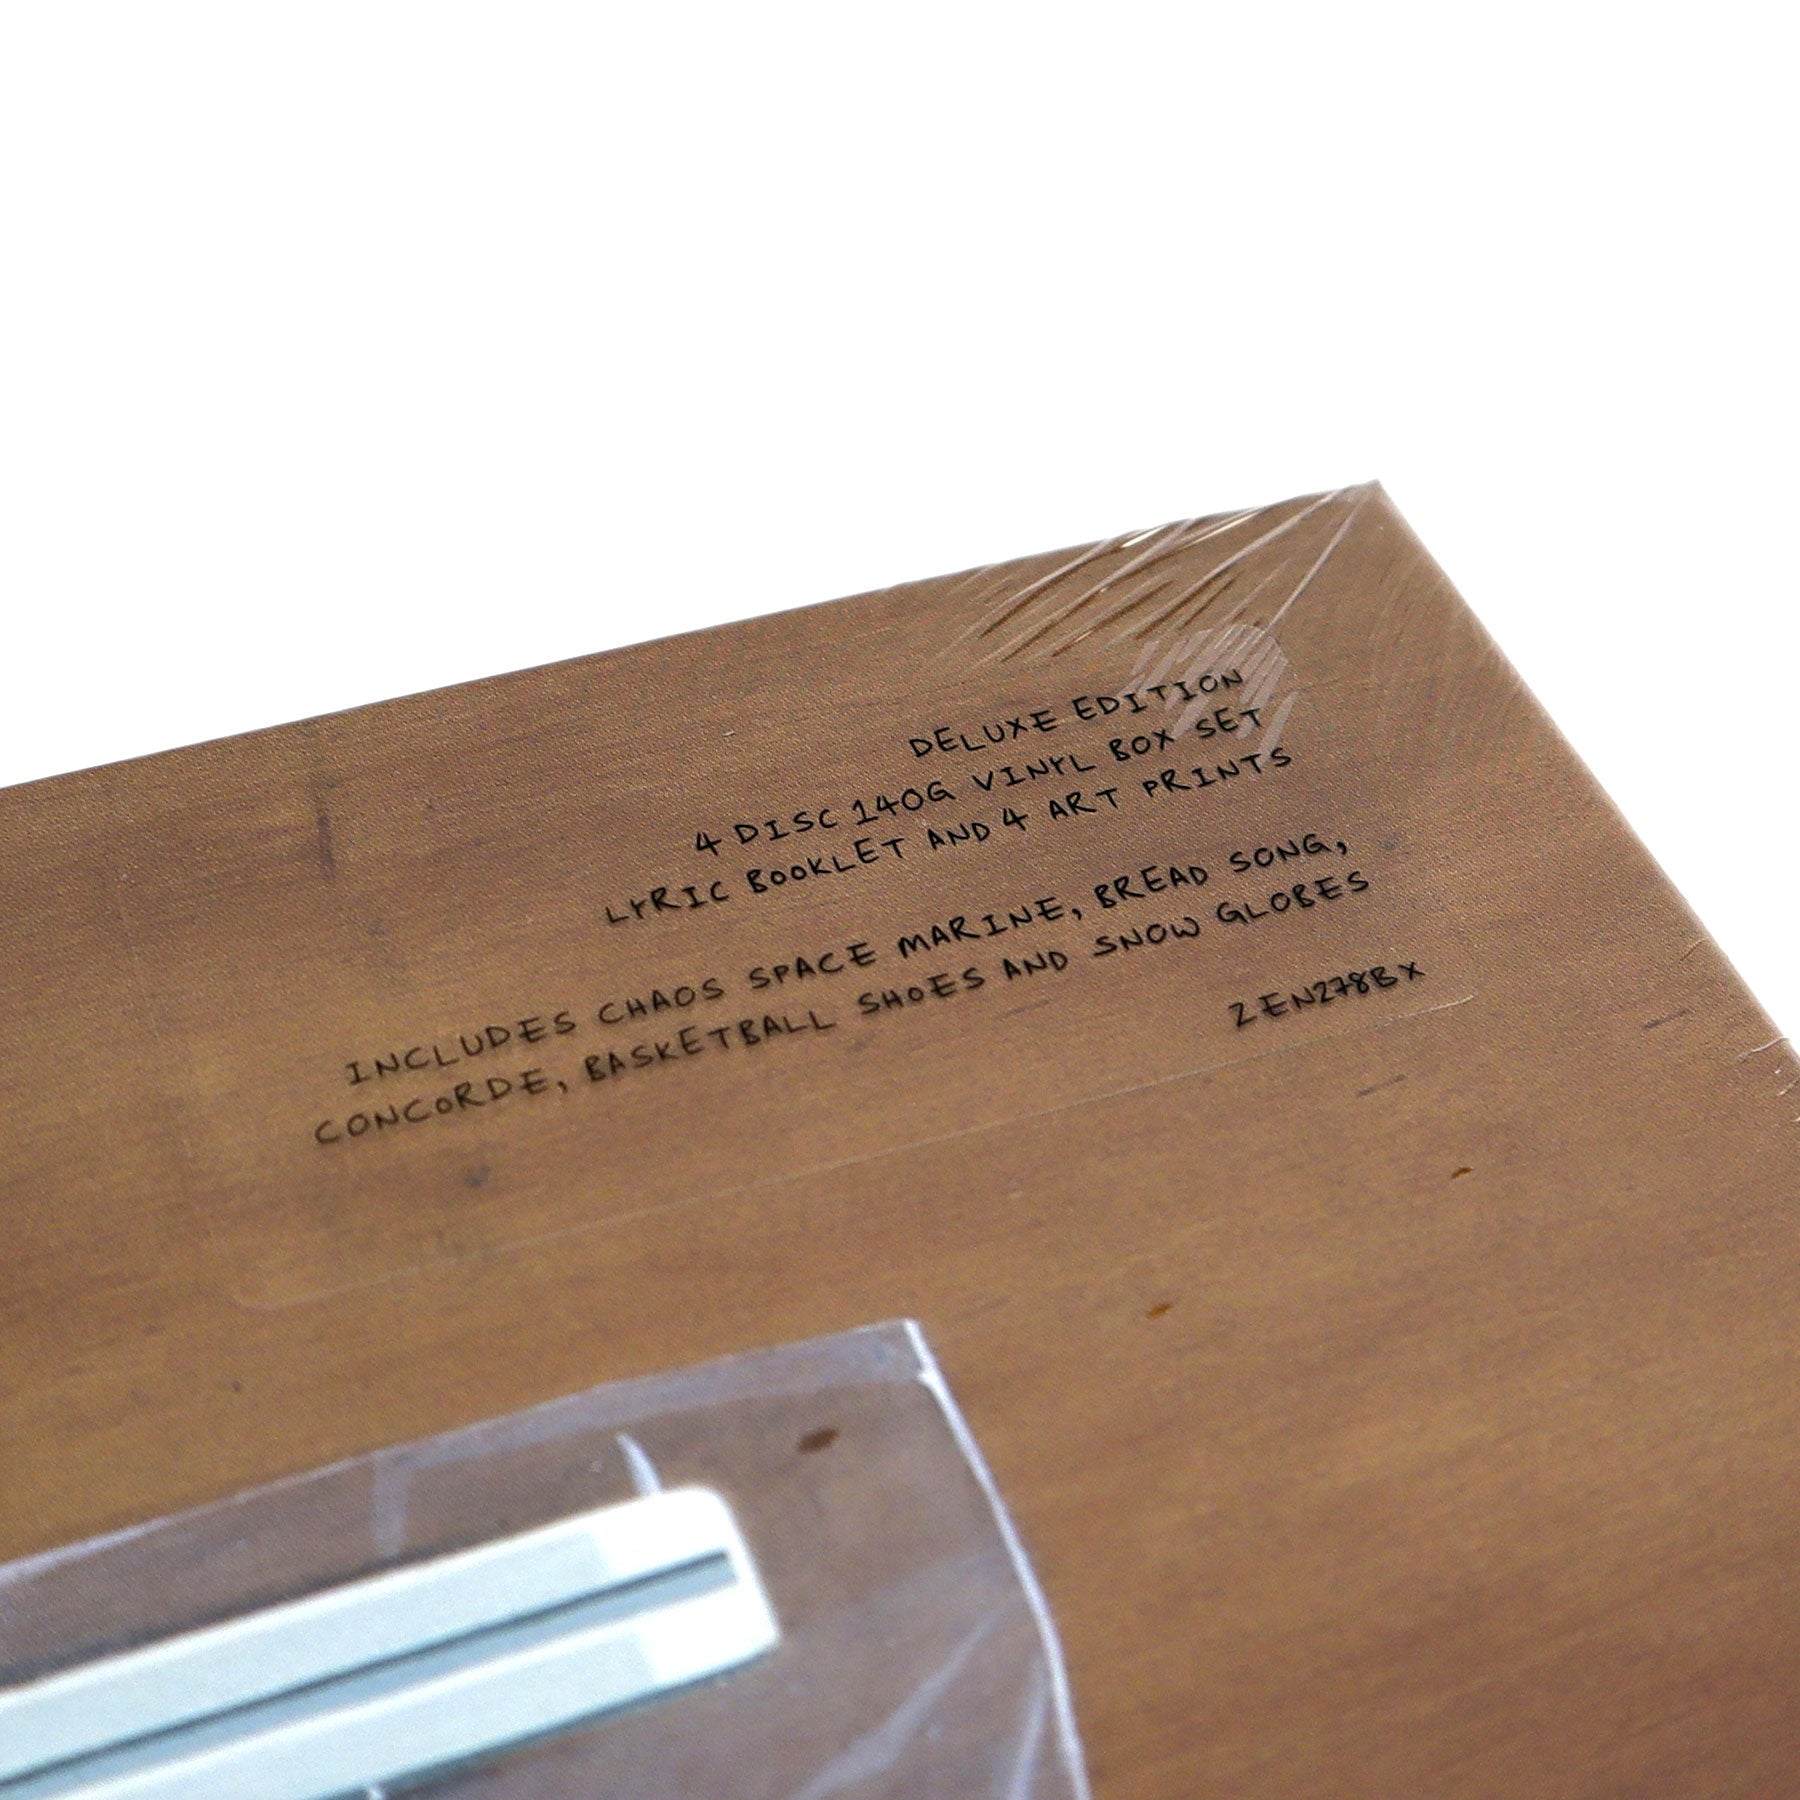 DELUXE EDITION
4 DISC 140G VINYL BOX SET
LYRIC BOOKLET AND 4 ART PRINTS
INCLUDES CHAOS SPACE MARINE, BREAD SONG,
CONCORDE, BASKETBALL SHOES AND SNOW GLOBES
ZEN278BX